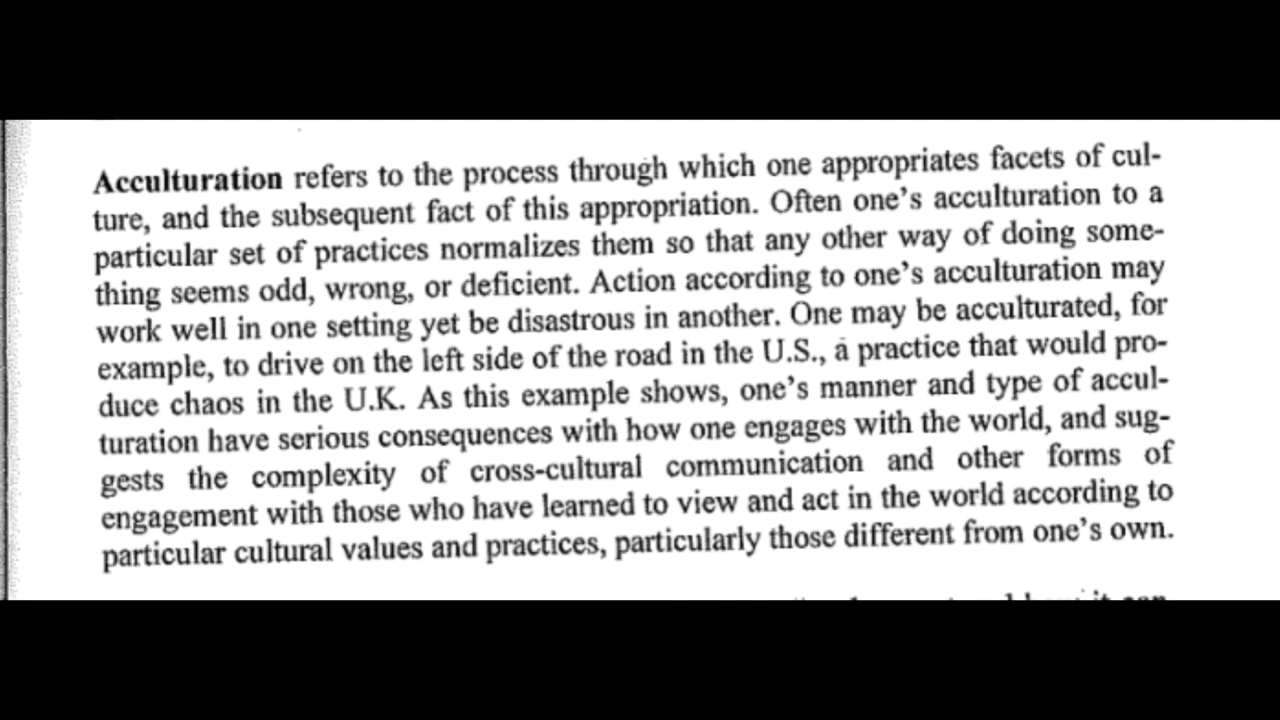 Acculturation refers to the process through which one appropriates facets of cul-
ture, and the subsequent fact of this appropriation. Often one's acculturation to a
particular set of practices normalizes them so that any other way of doing some-
thing seems odd, wrong, or deficient. Action according to one's acculturation may
work well in one setting yet be disastrous in another. One may be acculturated, for
example, to drive on the left side of the road in the U.S., a practice that would pro-
duce chaos in the U.K. As this example shows, one's manner and type of accul-
turation have serious consequences with how one engages with the world, and sug-
gests the complexity of cross-cultural communication and other forms of
engagement with those who have learned to view and act in the world according to
particular cultural values and practices, particularly those different from one's own.
it can